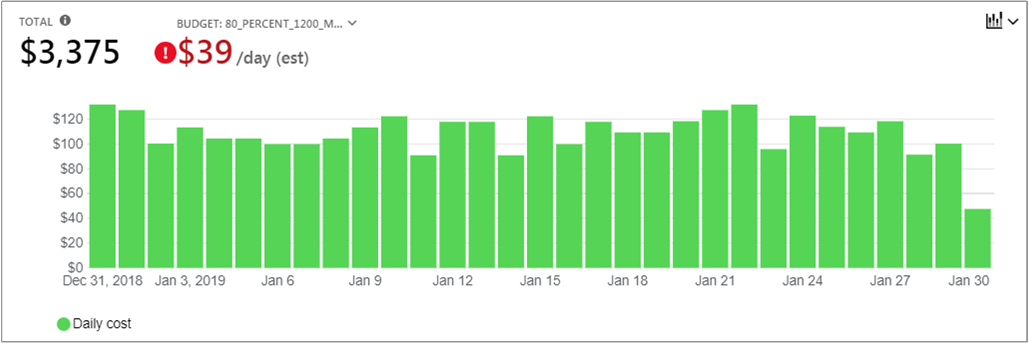 TOTAL
BUDGET: 80_PERCENT_1200_M...
$3,375
$39 /day (est)
$120
$100
$80
$60
$40
$20
$0
Dec 31, 2018 Jan 3, 2019 Jan 6 Jan 9 Jan 12 Jan 15 Jan 18 Jan 21 Jan 24 Jan 27 Jan 30
Daily cost